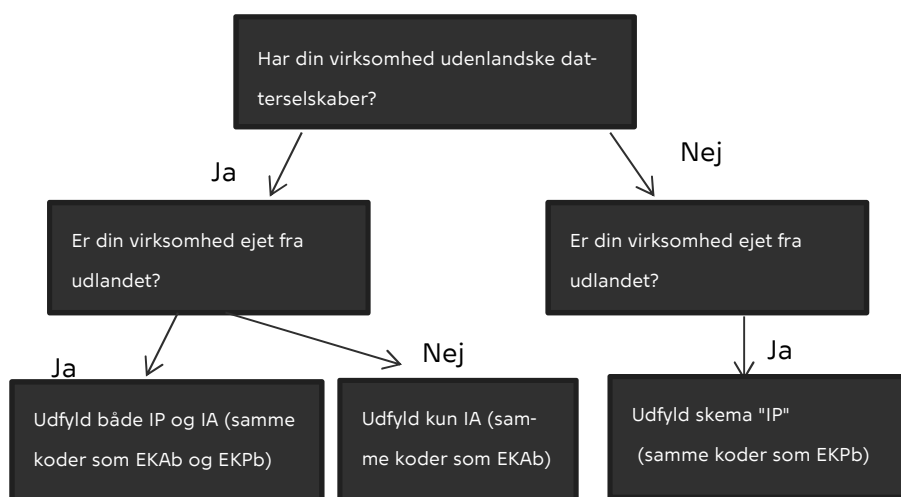 Har din virksomhed udenlandske dat-
terselskaber?
Ja
Nej
Er din virksomhed ejet fra
udlandet?
Er din virksomhed ejet fra
udlandet?
Ja
Nej
Ja
Udfyld både IP og IA (samme
koder som EKAb og EKPb)
Udfyld kun IA (sam-
me koder som EKAb)
Udfyld skema "IP"
(samme koder som EKPb)